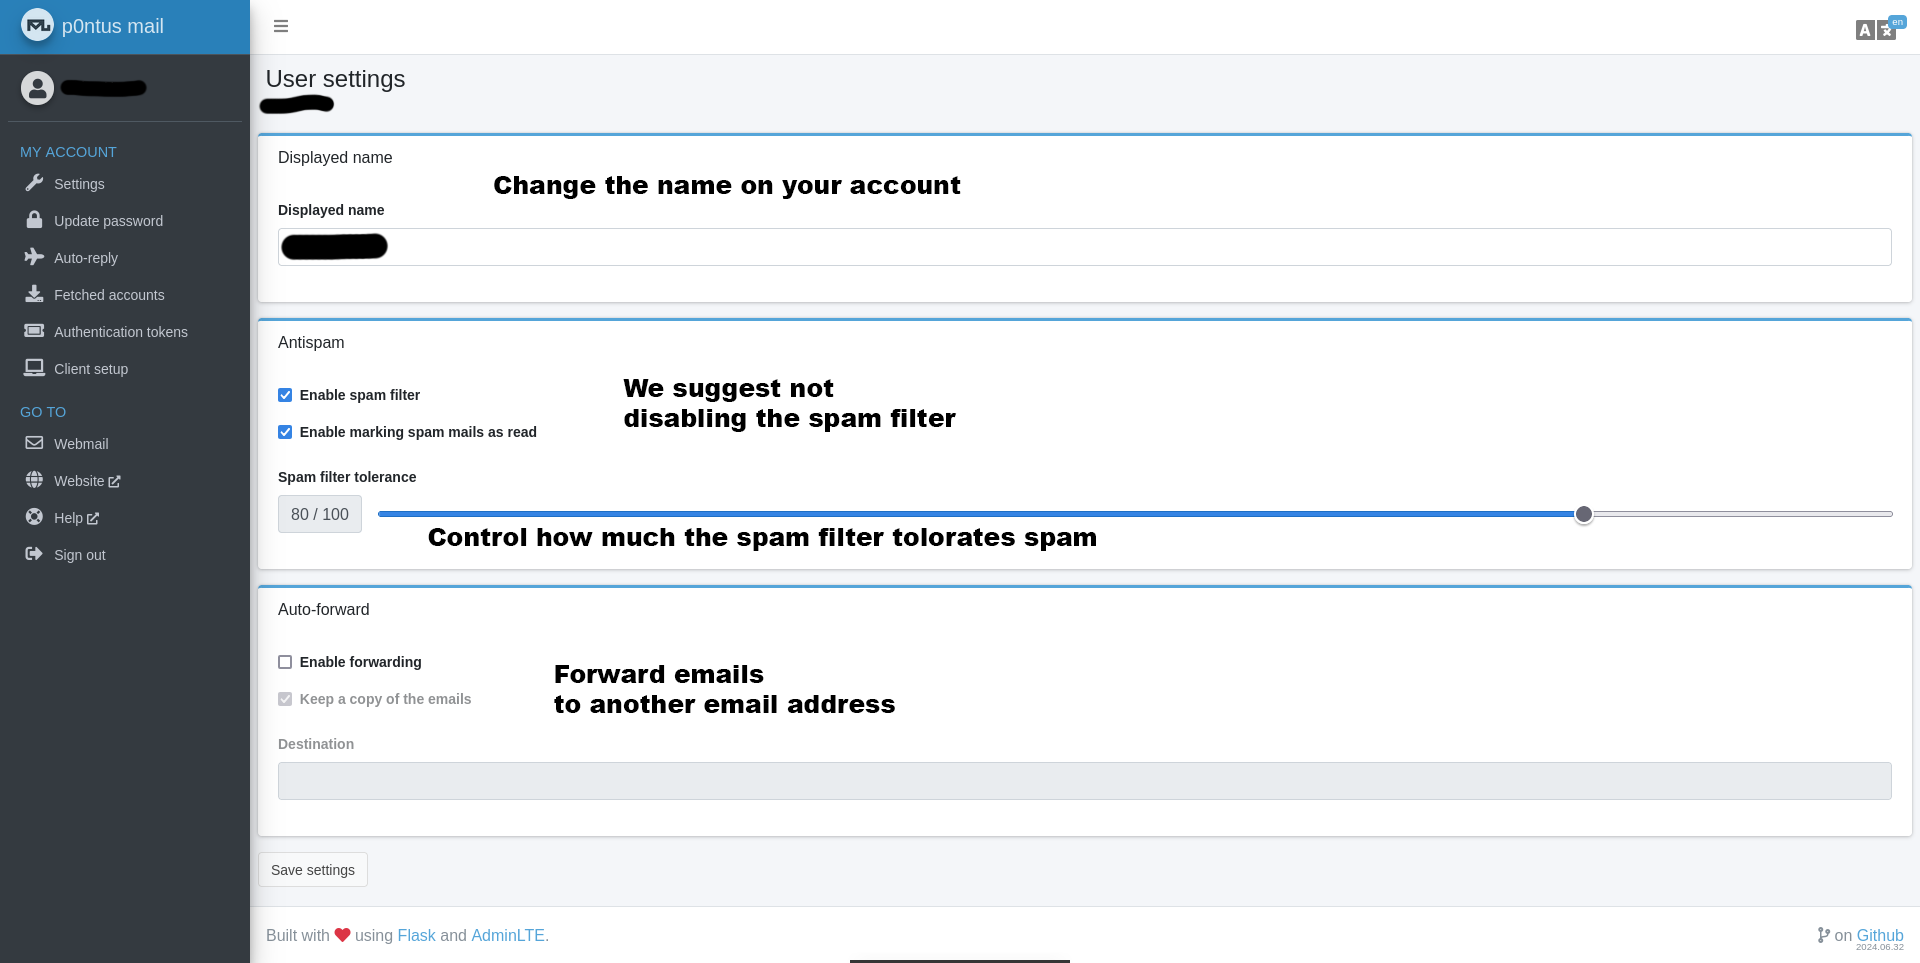 p0ntus mail
en
MY ACCOUNT
Settings
Update password
Auto-reply
Fetched accounts
Authentication tokens
Client setup
GO TO
Webmail
Website
Help
Sign out
User settings
Displayed name
Change the name on your account
Displayed name
Antispam
Enable spam filter
Enable marking spam mails as read
We suggest not
disabling the spam filter
Spam filter tolerance
80 / 100
Control how much the spam filter tolorates spam
Auto-forward
Enable forwarding
Keep a copy of the emails
Forward emails
to another email address
Destination
Save settings
Built with using Flask and AdminLTE.
on Github
2024.06.32